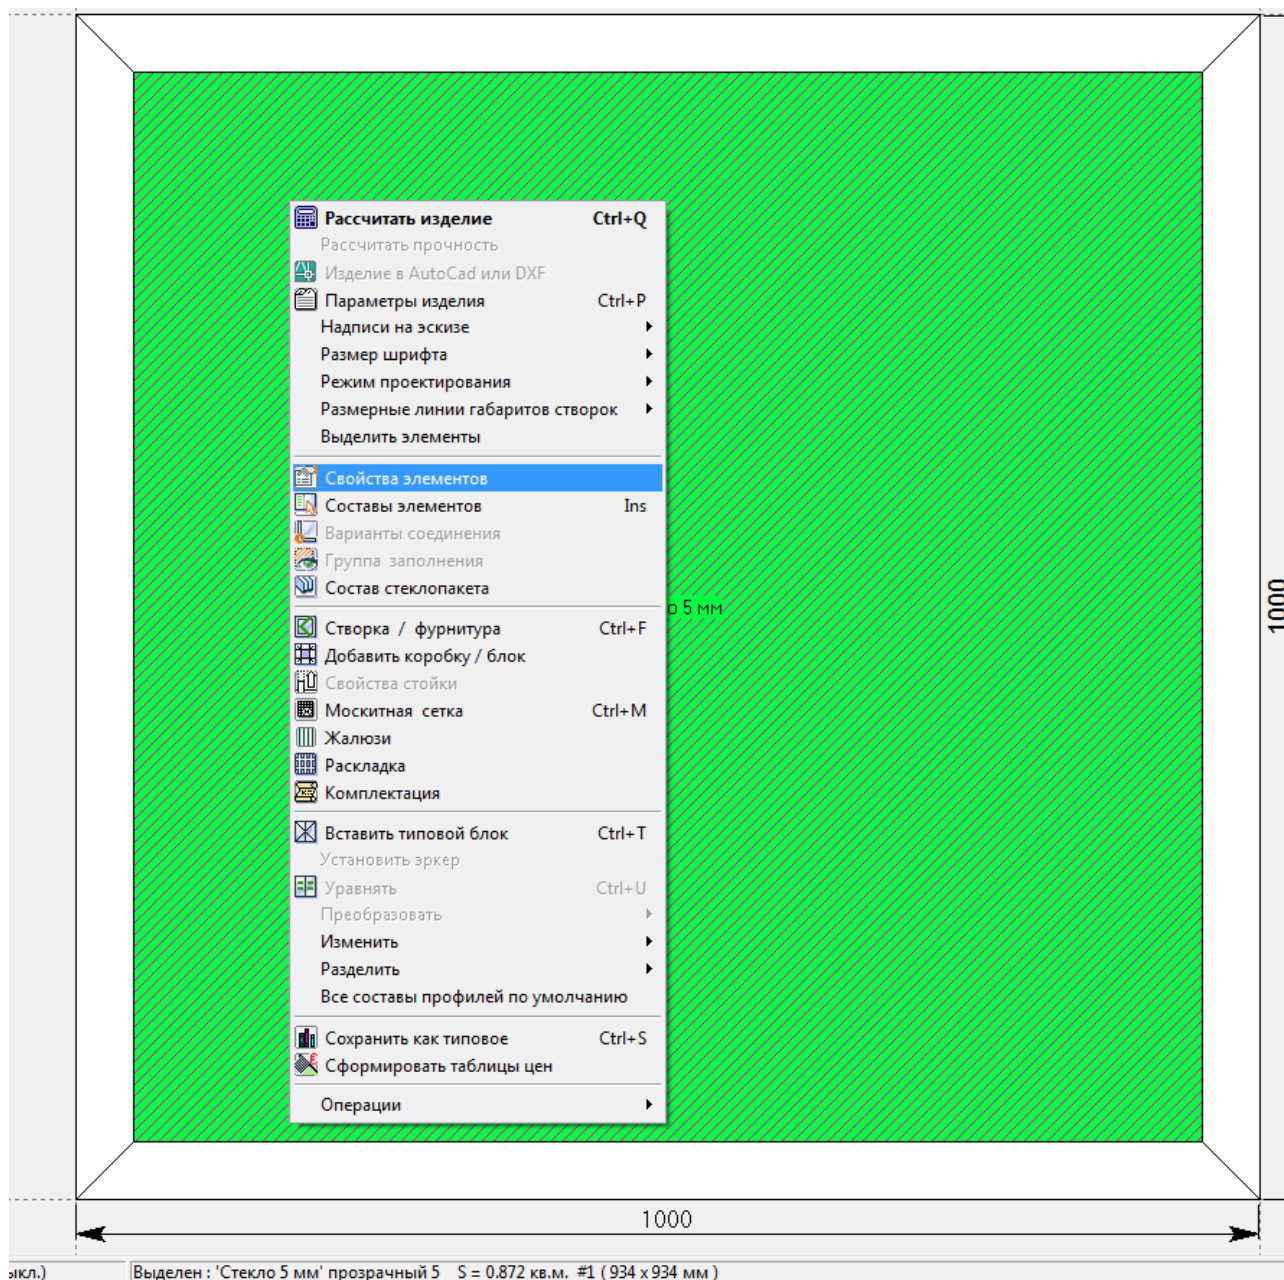 Рассчитать изделие Ctrl+Q
Рассчитать прочность
Изделие в AutoCad или DXF
Параметры изделия Ctrl+P
Надписи на эскизе
Размер шрифта
Режим проектирования
Размерные линии габаритов створок
Выделить элементы
Свойства элементов
Составы элементов Ins
Варианты соединения
Группа заполнения
Состав стеклопакета
о 5 мм
1000
Створка / фурнитура Ctrl+F
Добавить коробку / блок
Свойства стойки
Москитная сетка Ctrl+M
Жалюзи
Раскладка
Комплектация
Вставить типовой блок Ctrl+T
Установить эркер
Уравнять Ctrl+U
Преобразовать
Изменить
Разделить
Все составы профилей по умолчанию
Сохранить как типовое Ctrl+S
Сформировать таблицы цен
Операции
1000
ыкл.) Выделен : 'Стекло 5 мм' прозрачный 5 S = 0.872 кв.м. #1 ( 934 x 934 мм )